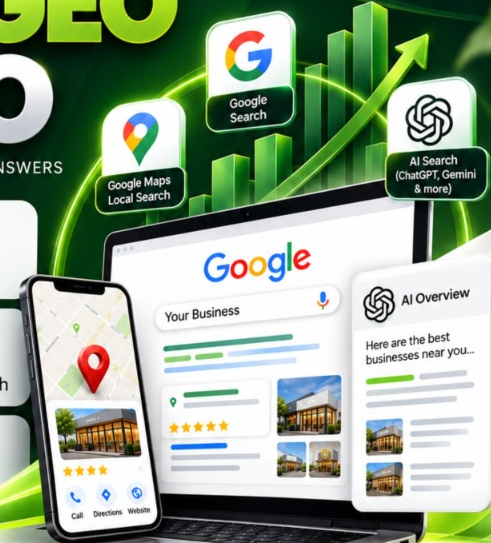 GEO
O
NSWERS
Google
Search
Google Maps
Local Search
AI Search
(ChatGPT, Gemini
& more)
Google
Your Business
AI Overview
Here are the best
businesses near you...
h
Call Directions Website